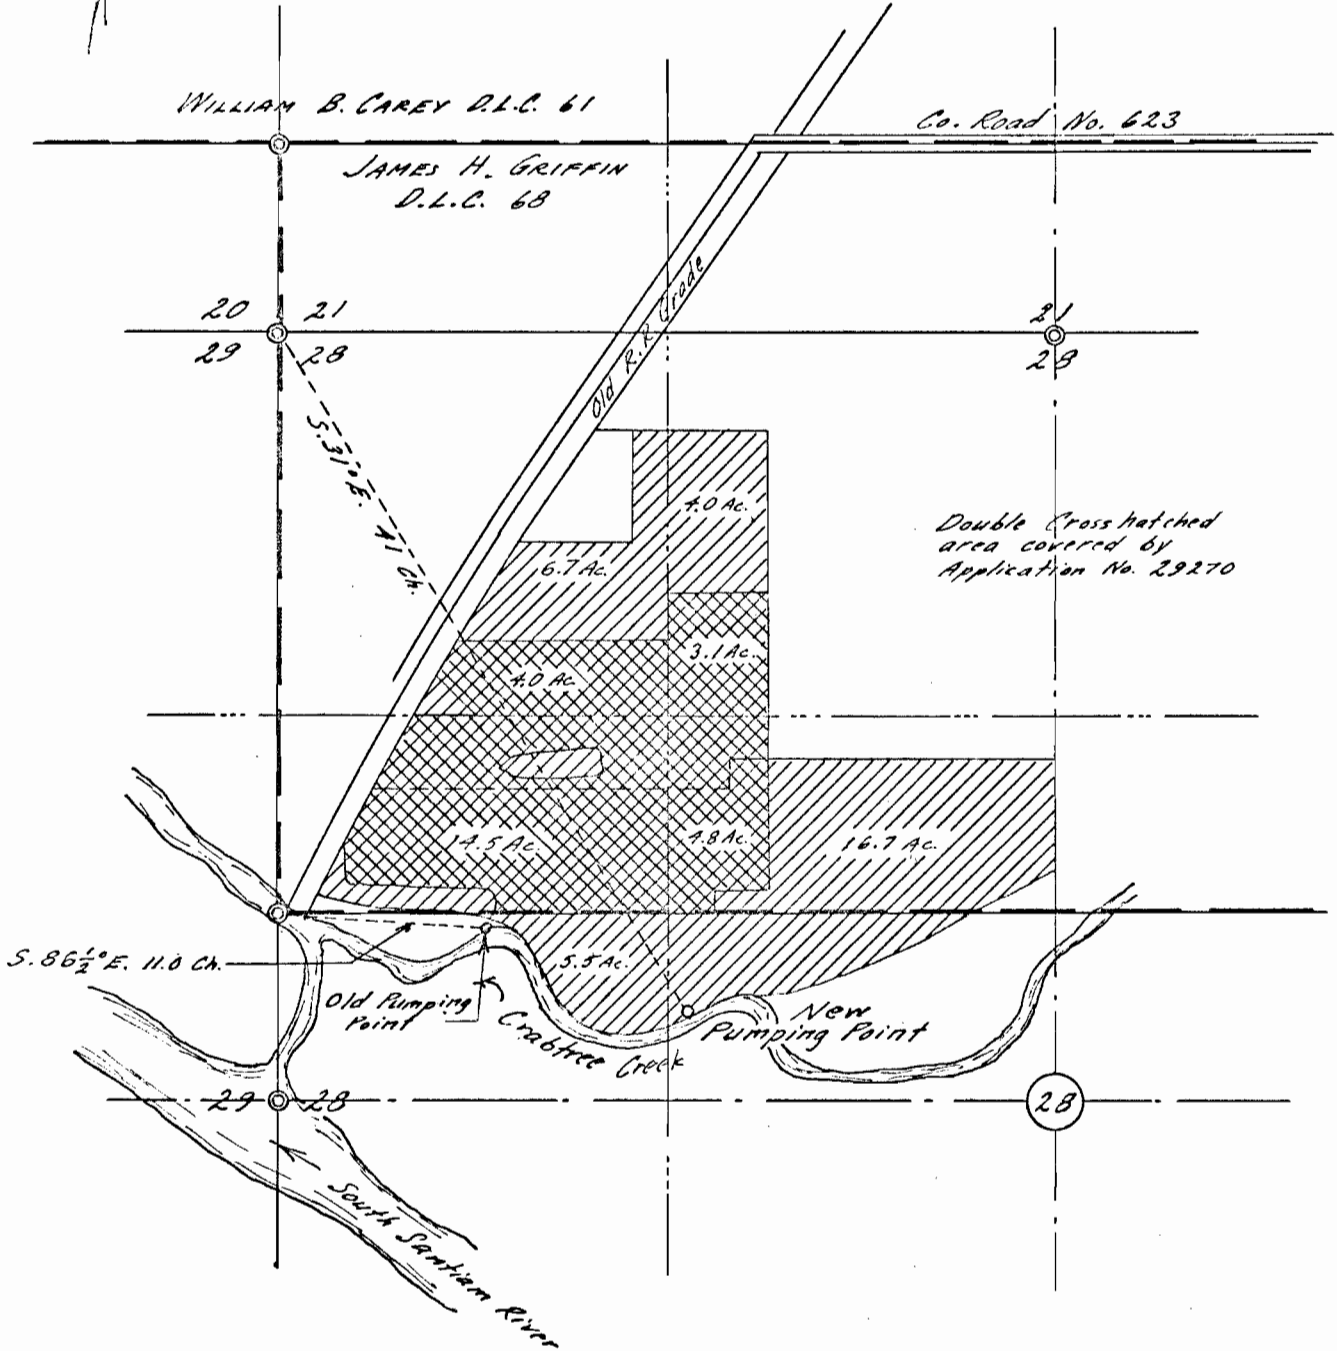 WILLIAM B. CAREY D.L.C. 61
Co. Road No. 623
JAMES H. GRIFFIN
D.L.C. 68
20 21
29 28
21
28
Old R.R. Grade
S.31°E. 41 Ch.
4.0 Ac.
Double Cross hatched
area covered by
Application No. 29270
6.7 Ac.
3.1 Ac.
4.0 Ac.
14.5 Ac.
4.8 Ac.
16.7 Ac.
S.86½°E. 11.0 Ch.
5.5 Ac.
Old Pumping
Point
Crabtree Creek
New
Pumping Point
29 28
28
South Santiam River